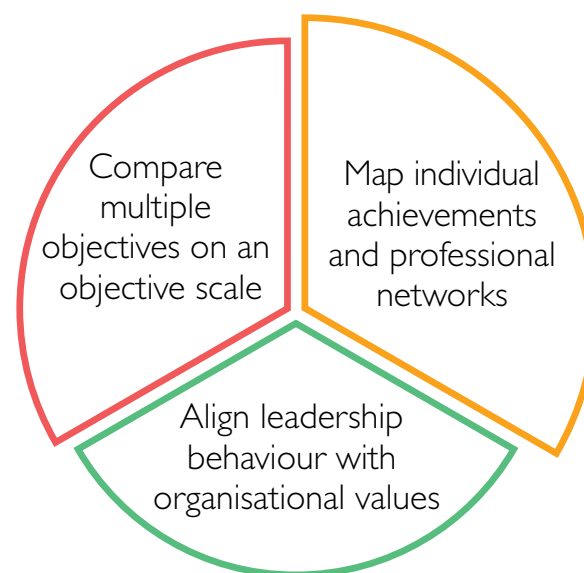 Compare
multiple
objectives on an
objective scale
Map individual
achievements
and professional
networks
Align leadership
behaviour with
organisational values